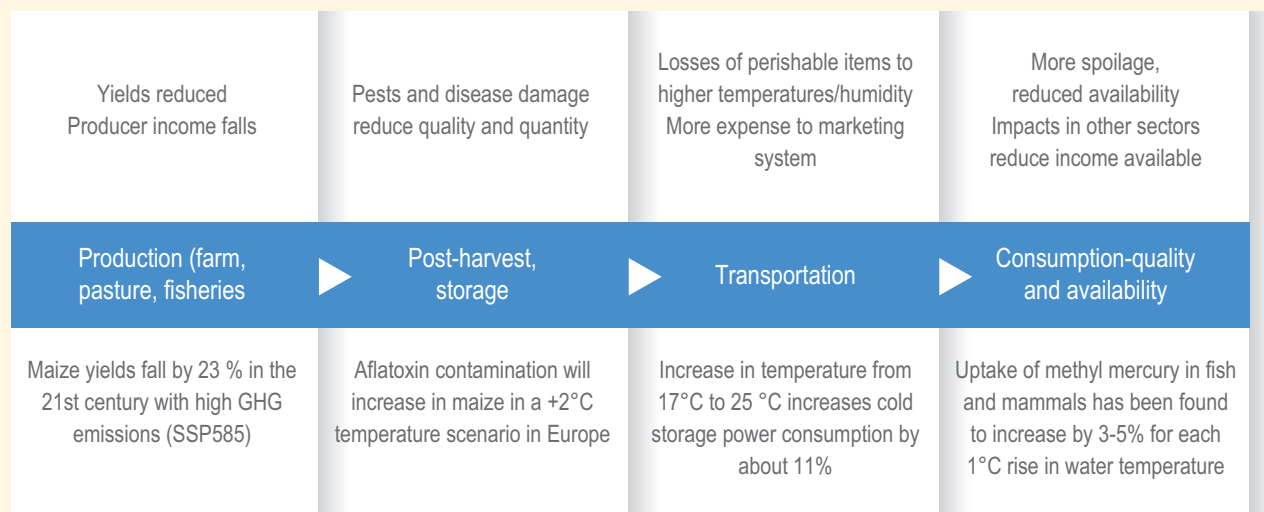 Yields reduced
Producer income falls
Pests and disease damage
reduce quality and quantity
Losses of perishable items to
higher temperatures/humidity
More expense to marketing
system
More spoilage,
reduced availability
Impacts in other sectors
reduce income available
Production (farm,
pasture, fisheries
Post-harvest,
storage
Transportation
Consumption-quality
and availability
Maize yields fall by 23 % in the
21st century with high GHG
emissions (SSP585)
Aflatoxin contamination will
increase in maize in a +2°C
temperature scenario in Europe
Increase in temperature from
17°C to 25 °C increases cold
storage power consumption by
about 11%
Uptake of methyl mercury in fish
and mammals has been found
to increase by 3-5% for each
1°C rise in water temperature